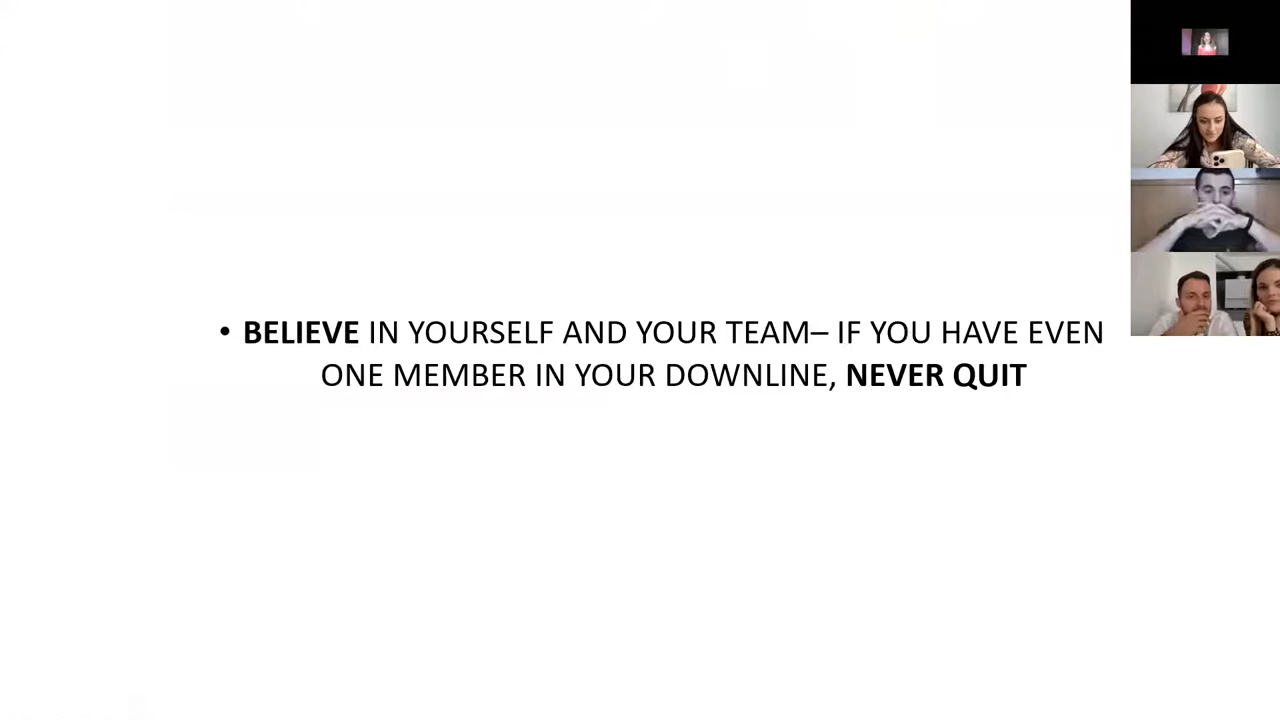 • BELIEVE IN YOURSELF AND YOUR TEAM– IF YOU HAVE EVEN
ONE MEMBER IN YOUR DOWNLINE, NEVER QUIT